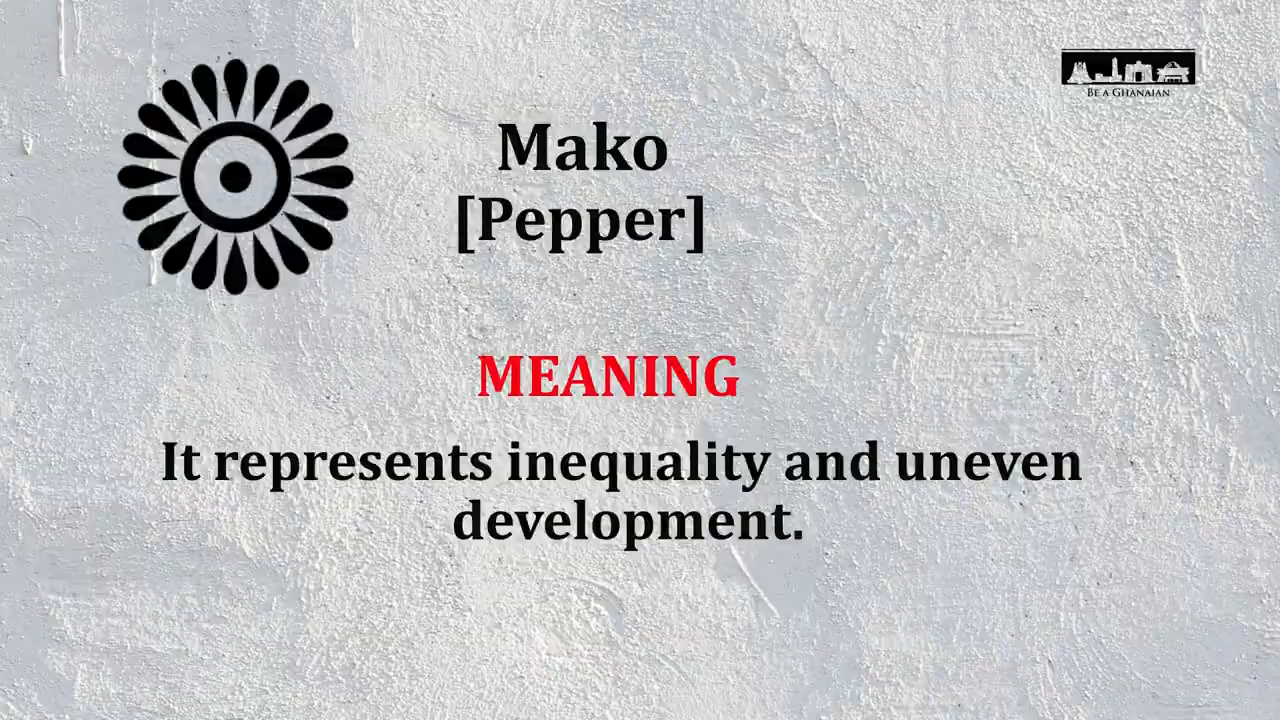 Mako
[Pepper]
BE A GHANAIAN
MEANING
It represents inequality and uneven
development.